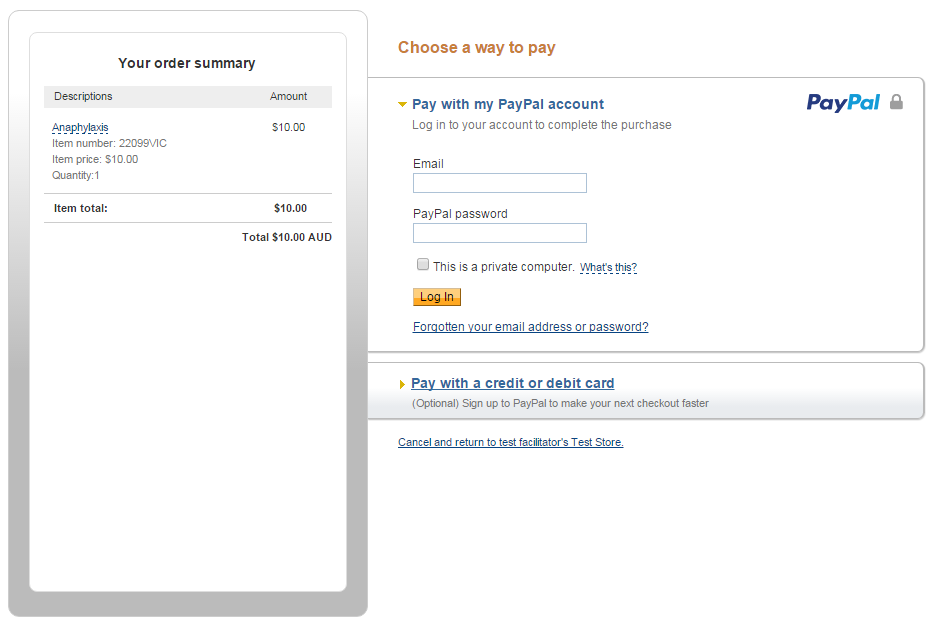 Your order summary
Descriptions Amount
Anaphylaxis $10.00
Item number: 22099VIC
Item price: $10.00
Quantity:1
Item total: $10.00
Total $10.00 AUD
Choose a way to pay
Pay with my PayPal account
PayPal
Log in to your account to complete the purchase
Email
PayPal password
This is a private computer. What's this?
Log In
Forgotten your email address or password?
Pay with a credit or debit card
(Optional) Sign up to PayPal to make your next checkout faster
Cancel and return to test facilitator's Test Store.